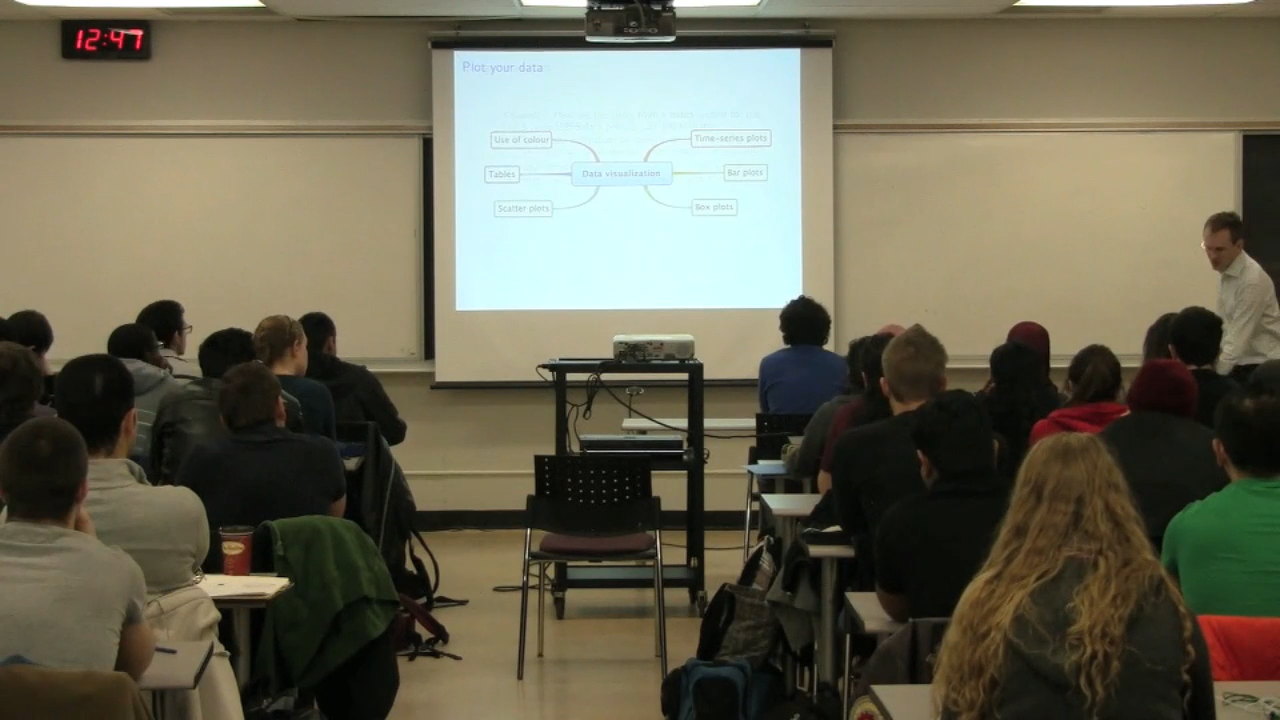 12:47
Plot your data
Use of colour
Time-series plots
Tables
Data visualization
Bar plots
Scatter plots
Box plots